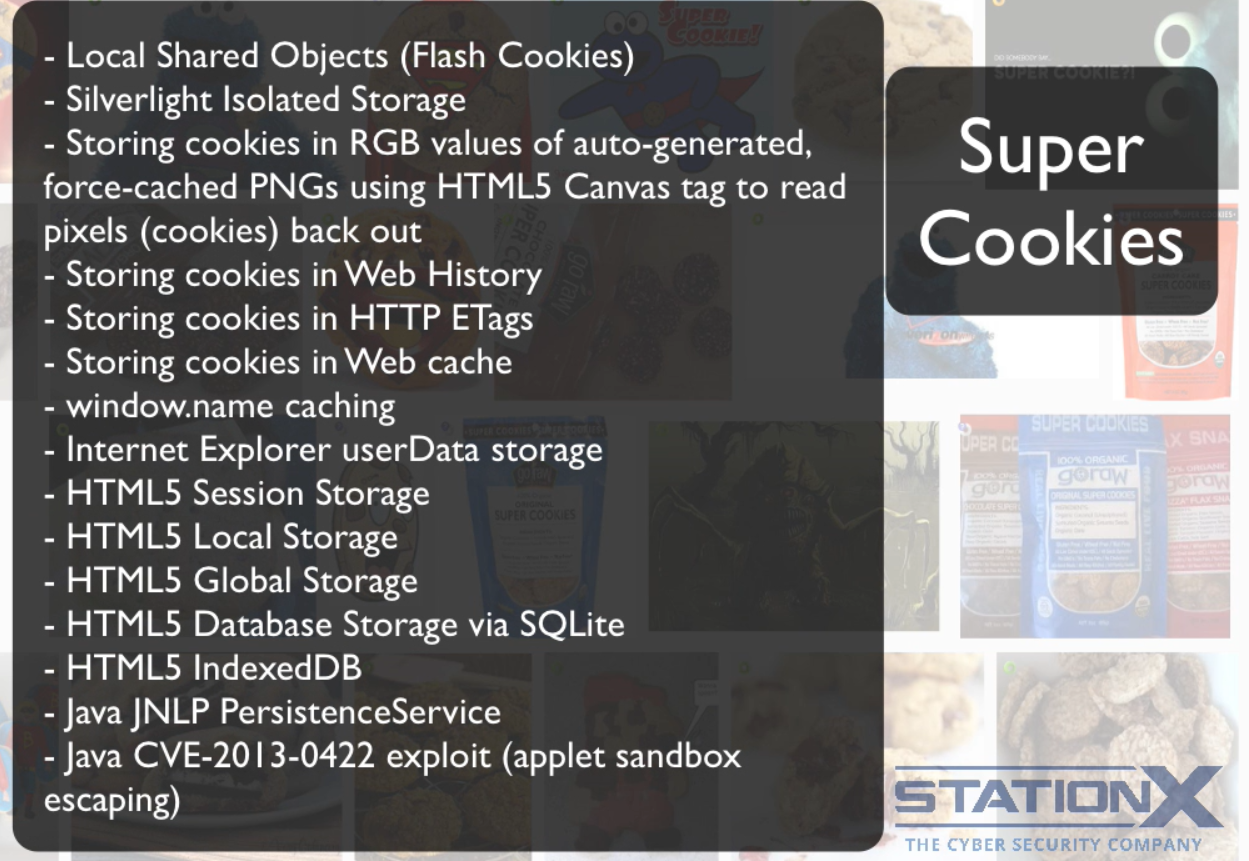 - Local Shared Objects (Flash Cookies)
- Silverlight Isolated Storage
- Storing cookies in RGB values of auto-generated,
force-cached PNGs using HTML5 Canvas tag to read
pixels (cookies) back out
- Storing cookies in Web History
- Storing cookies in HTTP ETags
- Storing cookies in Web cache
- window.name caching
- Internet Explorer userData storage
- HTML5 Session Storage
- HTML5 Local Storage
- HTML5 Global Storage
- HTML5 Database Storage via SQLite
- HTML5 IndexedDB
- Java JNLP PersistenceService
- Java CVE-2013-0422 exploit (applet sandbox
escaping)
Super
Cookies
SUPER COOKIE!
DID SOMEBODY SAY,
SUPER COOKIE?!
SUPER COOKIES
SUPER COOKIES
100% ORGANIC
goraw
ORIGINAL SUPER COOKIES
SUPER COOKIES
STATIONX
THE CYBER SECURITY COMPANY